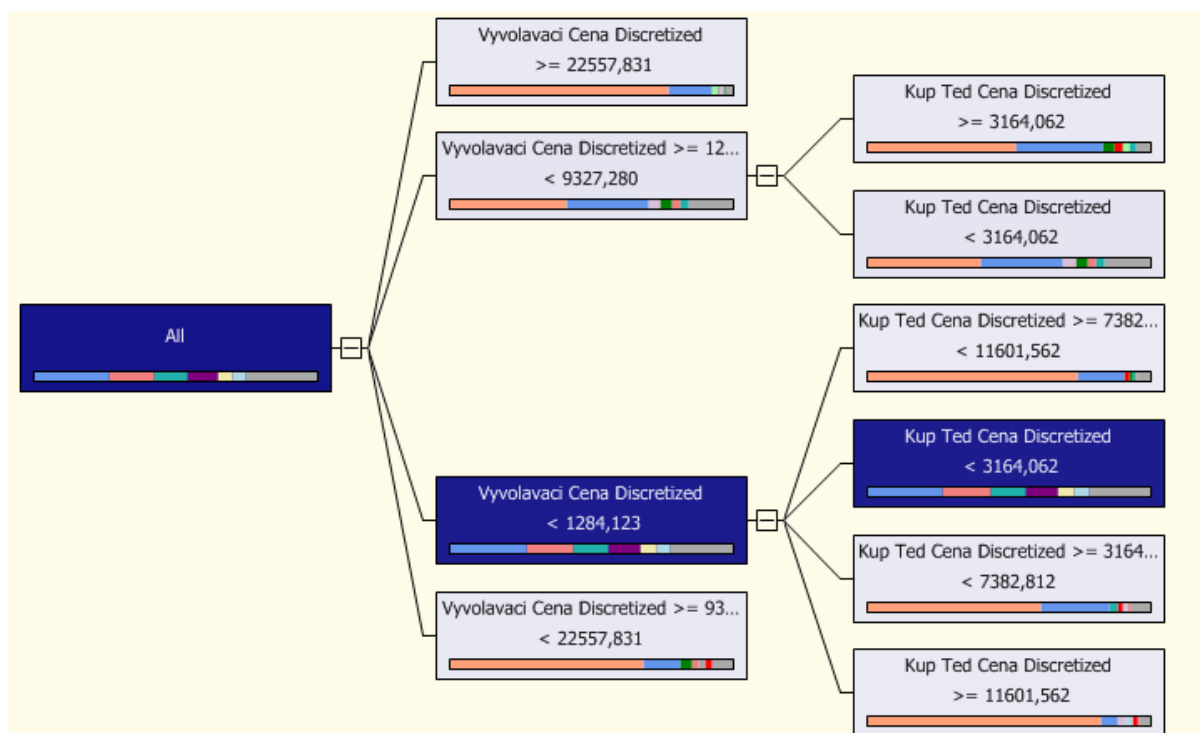 All
Vyvolavaci Cena Discretized
>= 22557,831
Vyvolavaci Cena Discretized >= 12...
< 9327,280
Vyvolavaci Cena Discretized
< 1284,123
Vyvolavaci Cena Discretized >= 93...
< 22557,831
Kup Ted Cena Discretized
>= 3164,062
Kup Ted Cena Discretized
< 3164,062
Kup Ted Cena Discretized >= 7382...
< 11601,562
Kup Ted Cena Discretized
< 3164,062
Kup Ted Cena Discretized >= 3164...
< 7382,812
Kup Ted Cena Discretized
>= 11601,562